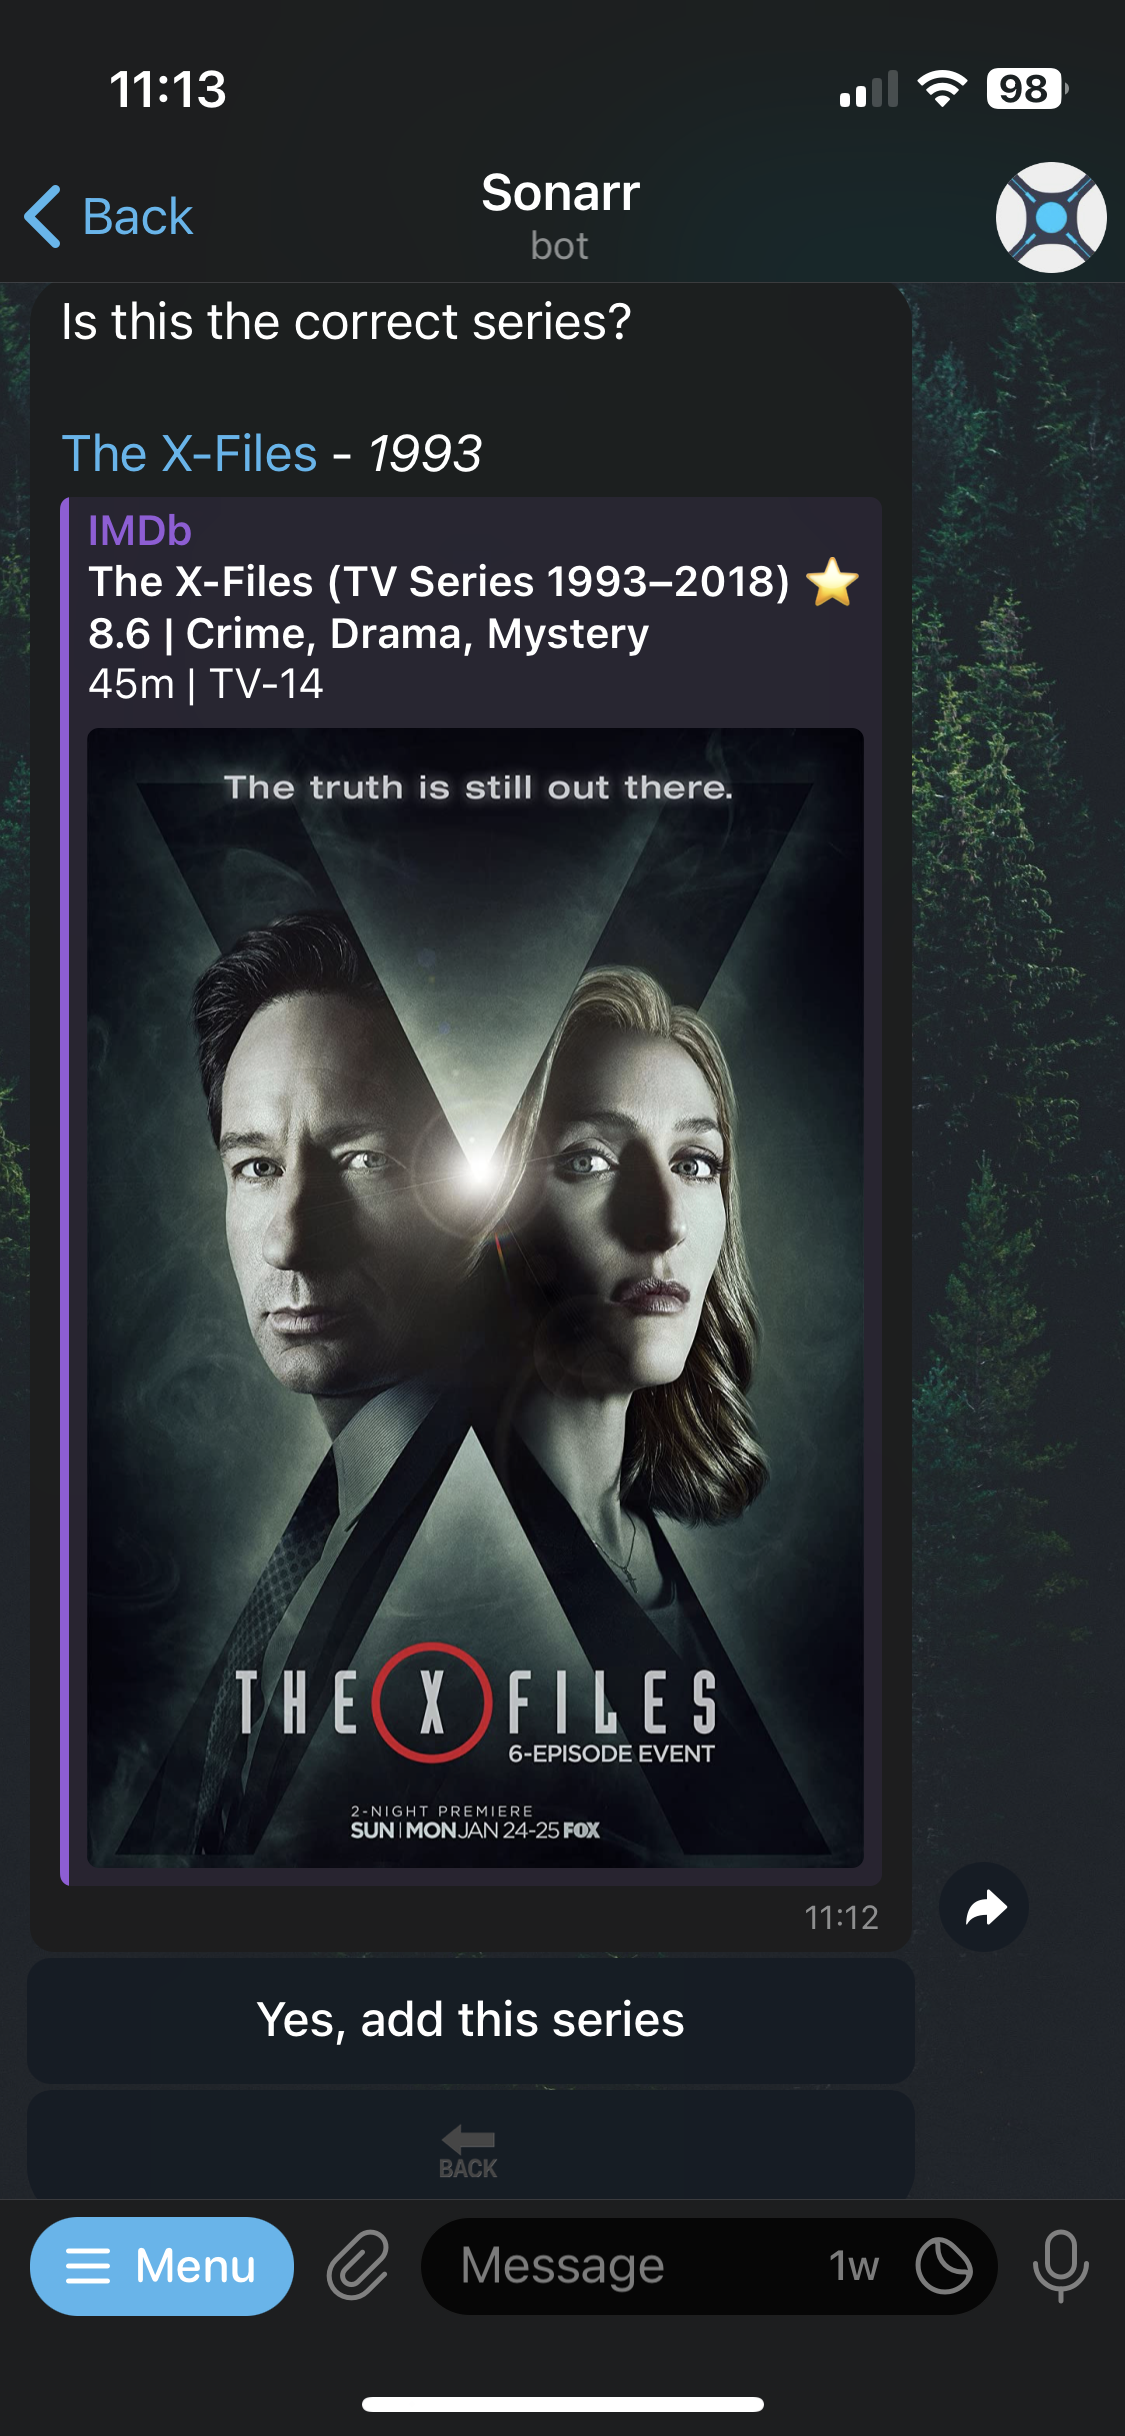 11:13
98
Back
Sonarr
bot
Is this the correct series?
The X-Files - 1993
IMDb
The X-Files (TV Series 1993–2018) ⭐
8.6 | Crime, Drama, Mystery
45m | TV-14
The truth is still out there.
THE X FILES
6-EPISODE EVENT
2-NIGHT PREMIERE
SUN | MON JAN 24-25 FOX
11:12
Yes, add this series
BACK
Menu
Message
1w